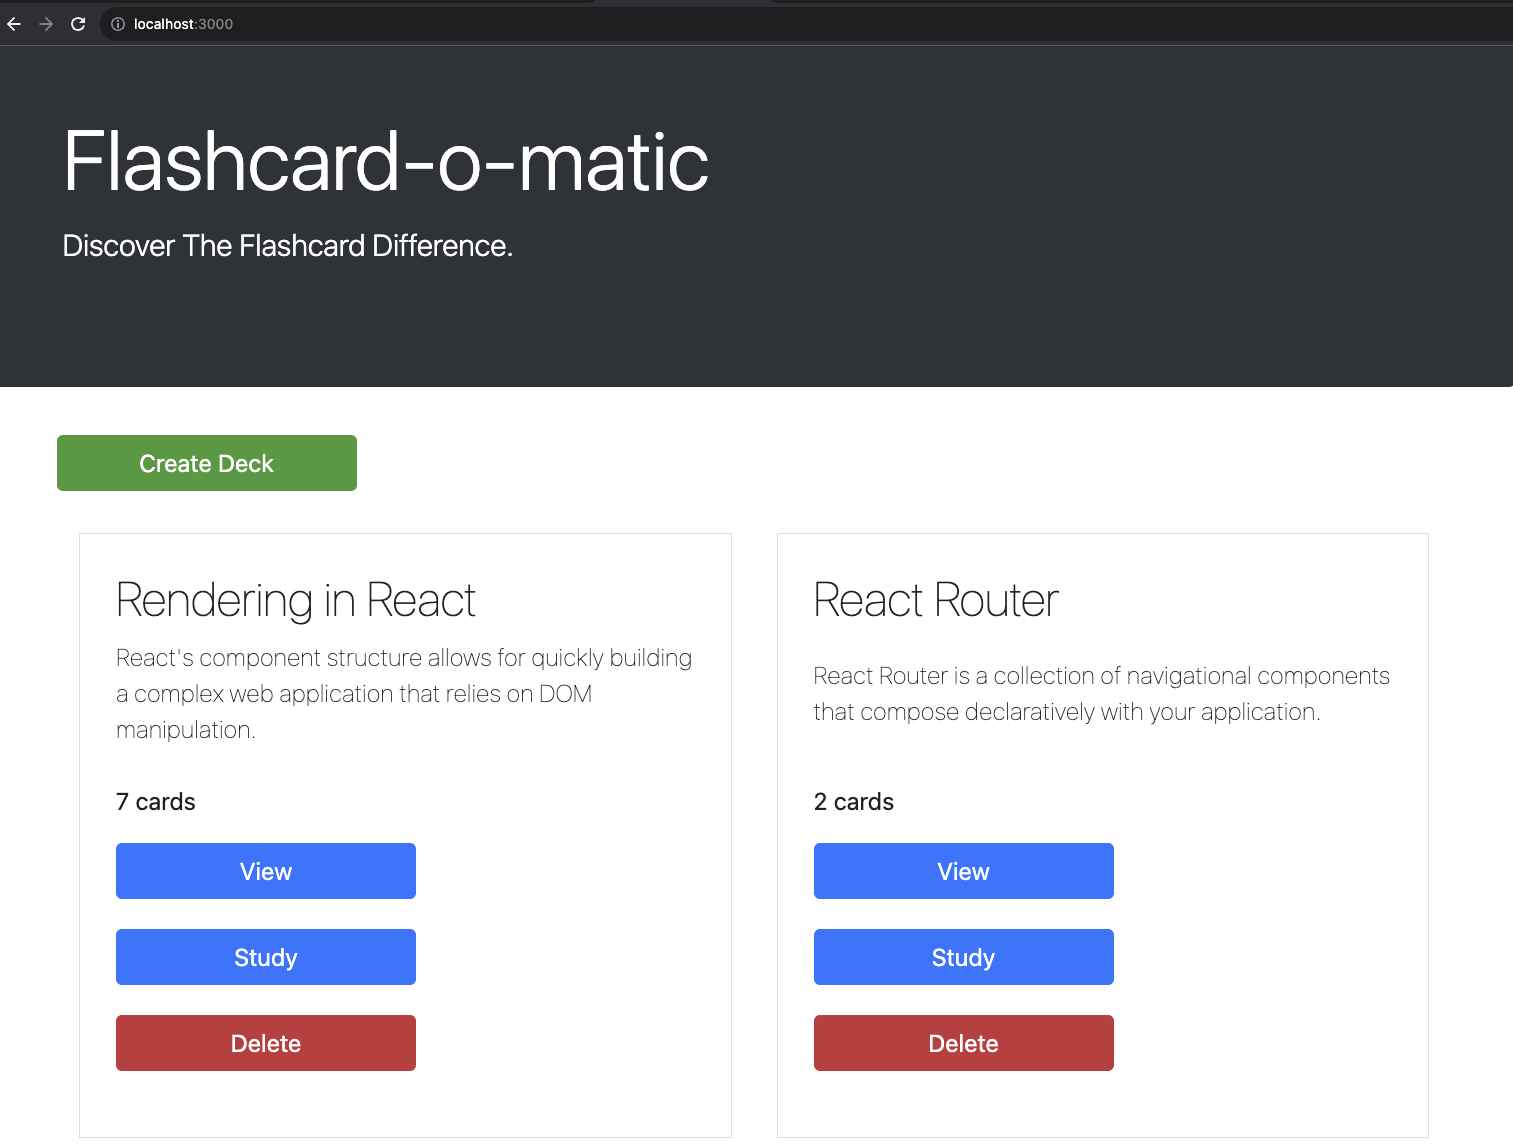 localhost:3000
Flashcard-o-matic
Discover The Flashcard Difference.
Create Deck
Rendering in React
React's component structure allows for quickly building
a complex web application that relies on DOM
manipulation.
7 cards
View
Study
Delete
React Router
React Router is a collection of navigational components
that compose declaratively with your application.
2 cards
View
Study
Delete